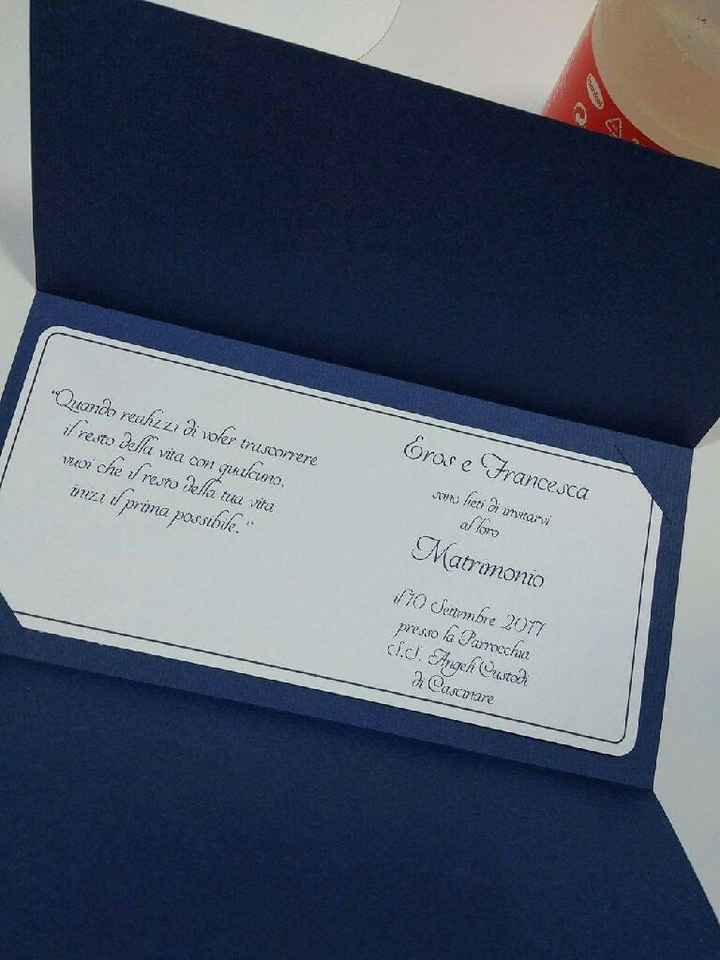 "Quando realizzi di voler trascorrere
il resto della vita con qualcuno,
vuoi che il resto della tua vita
inizi il prima possibile."
Eros e Francesca
sono lieti di invitarvi
al loro
Matrimonio
il 10 Settembre 2017
presso la Parrocchia
S.S. Angeli Custodi
di Cascinare